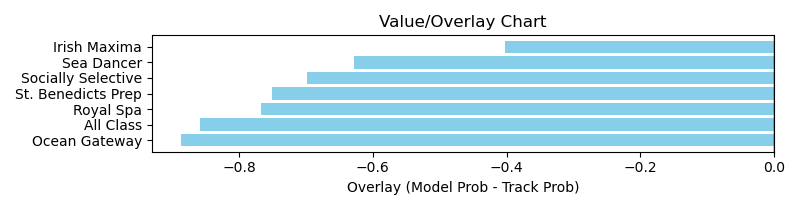 Value/Overlay Chart
Irish Maxima
Sea Dancer
Socially Selective
St. Benedicts Prep
Royal Spa
All Class
Ocean Gateway
−0.8 −0.6 −0.4 −0.2 0.0
Overlay (Model Prob - Track Prob)